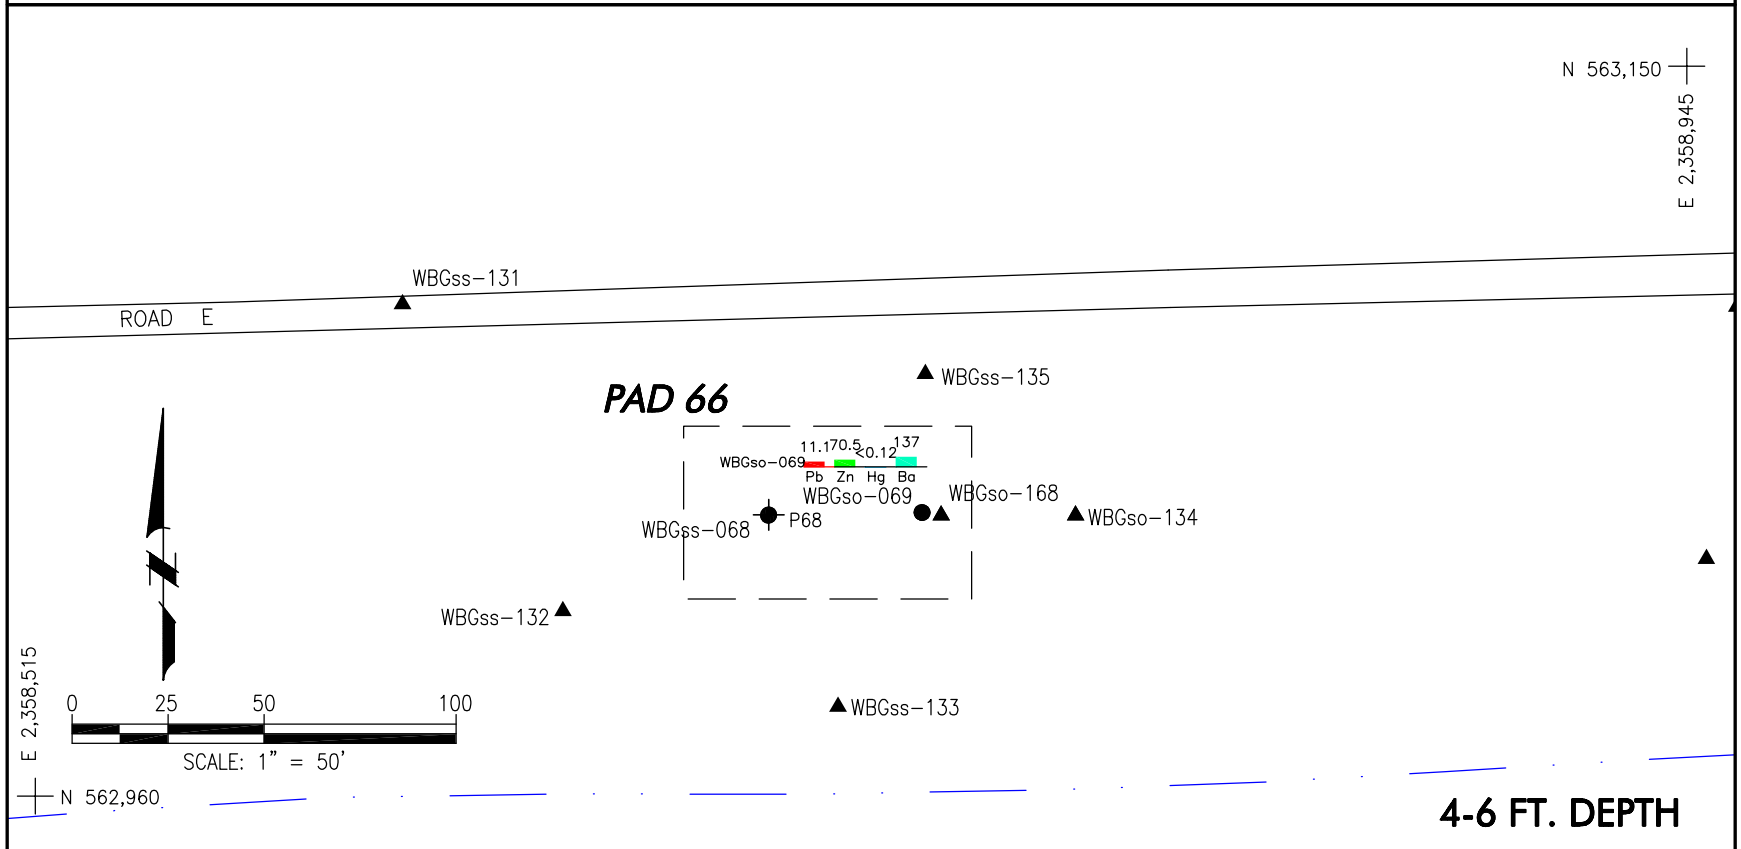 N 563,150
E 2,358,945
WBGss-131
ROAD E
WBGss-135
PAD 66
11.1 70.5 <0.12 137
WBGso-069
Pb Zn Hg Ba
WBGso-069 WBGso-168
WBGss-068 P68
WBGso-134
WBGss-132
E 2,358,515
0 25 50 100
WBGss-133
SCALE: 1" = 50'
N 562,960
4-6 FT. DEPTH